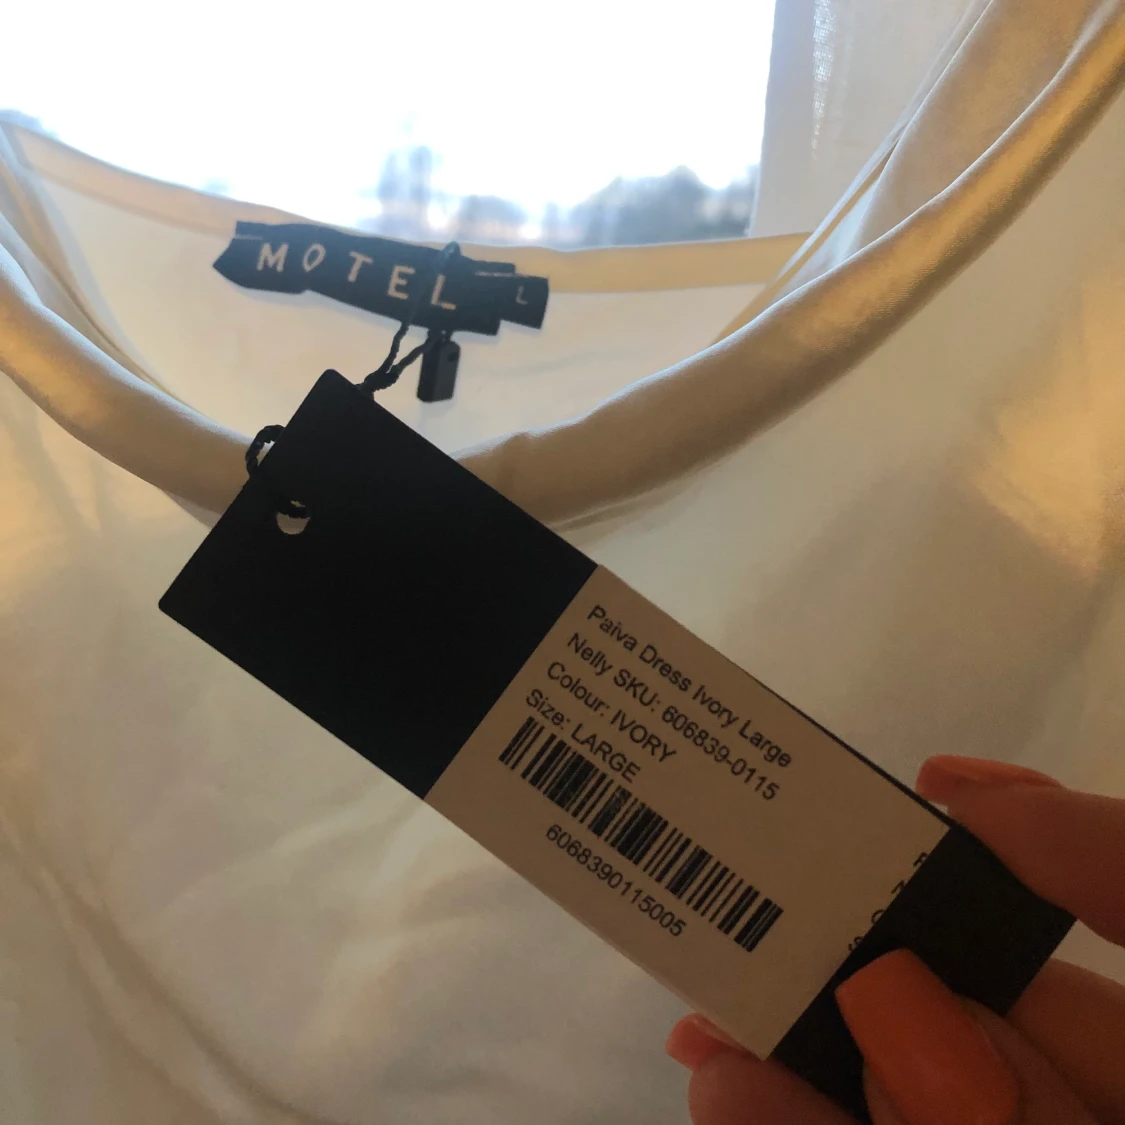 MOTEL
L
Paiva Dress Ivory Large
Nelly SKU: 606839-0115
Colour: IVORY
Size: LARGE
6068390115005